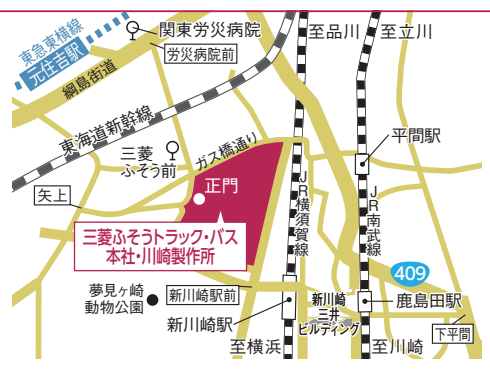 東急東横線
元住吉駅
関東労災病院
労災病院前
至品川
至立川
綱島街道
東海道新幹線
三菱
ふそう前
ガス橋通り
平間駅
矢上
正門
JR横須賀線
JR南武線
三菱ふそうトラック・バス
本社・川崎製作所
409
夢見ヶ崎
動物公園
新川崎駅前
新川崎駅
新川崎
三井
ビルディング
鹿島田駅
下平間
至横浜
至川崎